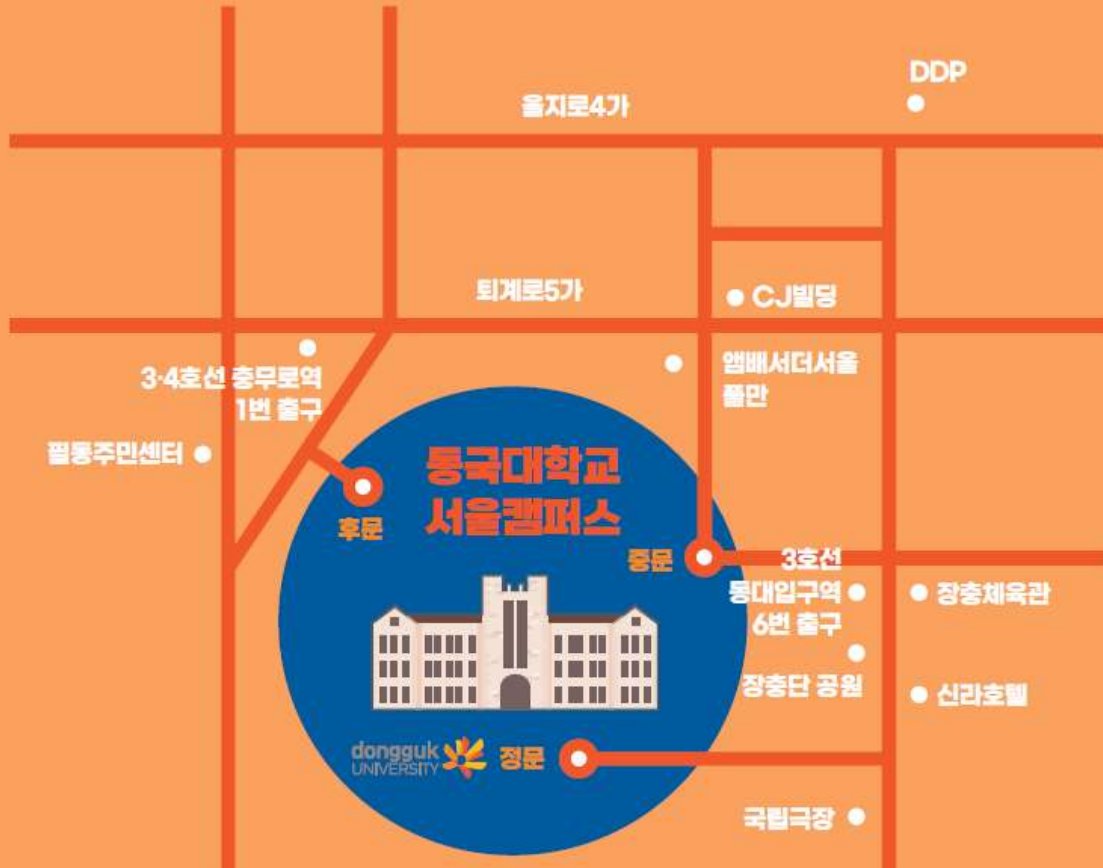 DDP
을지로4가
퇴계로5가
CJ빌딩
3·4호선 충무로역
1번 출구
앰배서더서울
풀만
필동주민센터
동국대학교
서울캠퍼스
후문
중문
3호선
동대입구역
6번 출구
장충체육관
장충단 공원
신라호텔
dongguk
UNIVERSITY
정문
국립극장